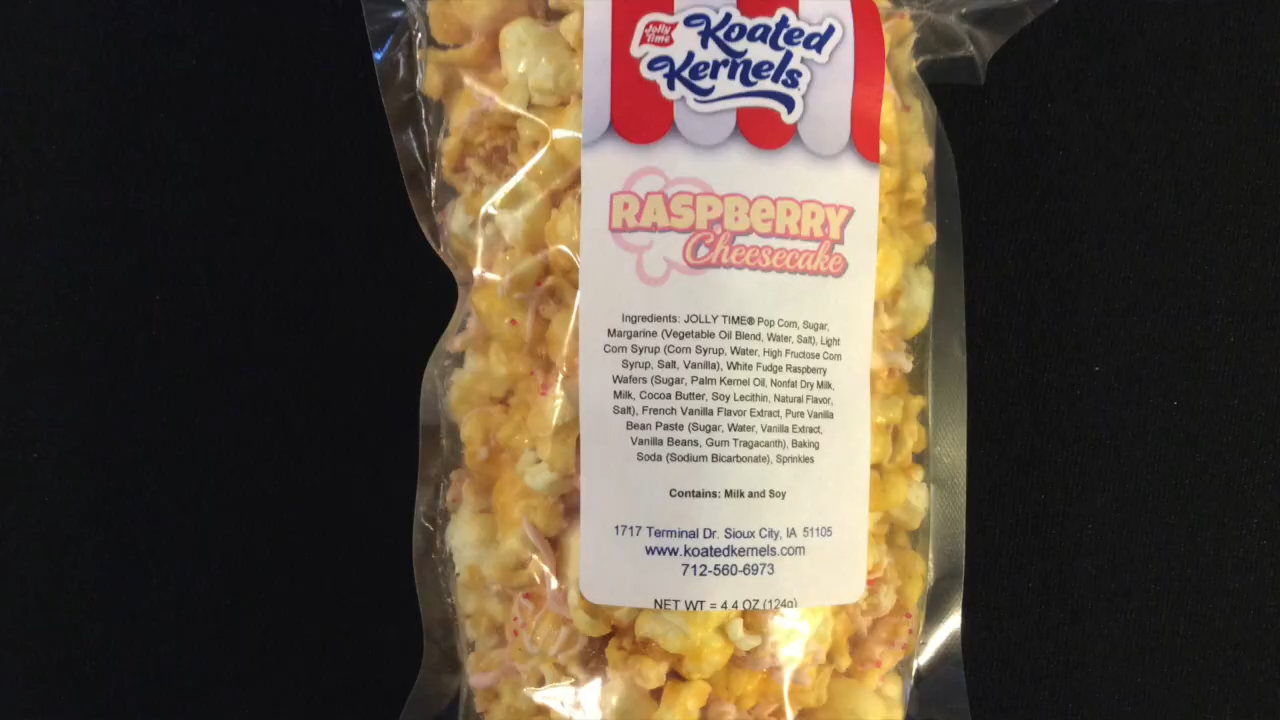 Jolly
Time
Koated
Kernels
RASPBERRY
Cheesecake
Ingredients: JOLLY TIME® Pop Corn, Sugar,
Margarine (Vegetable Oil Blend, Water, Salt), Light
Corn Syrup (Corn Syrup, Water, High Fructose Corn
Syrup, Salt, Vanilla), White Fudge Raspberry
Wafers (Sugar, Palm Kernel Oil, Nonfat Dry Milk,
Milk, Cocoa Butter, Soy Lecithin, Natural Flavor,
Salt), French Vanilla Flavor Extract, Pure Vanilla
Bean Paste (Sugar, Water, Vanilla Extract,
Vanilla Beans, Gum Tragacanth), Baking
Soda (Sodium Bicarbonate), Sprinkles
Contains: Milk and Soy
1717 Terminal Dr. Sioux City, IA 51105
www.koatedkernels.com
712-560-6973
NET WT = 4.4 OZ (124g)